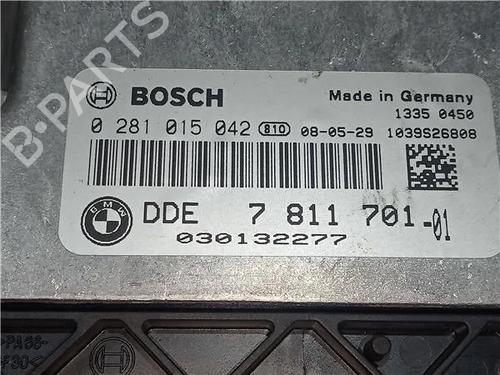 B-PARTS
BOSCH
Made in Germany
1335 0450
0 281 015 042 810 08-05-29 1039S26808
BMW
DDE 7 811 701-01
030132277